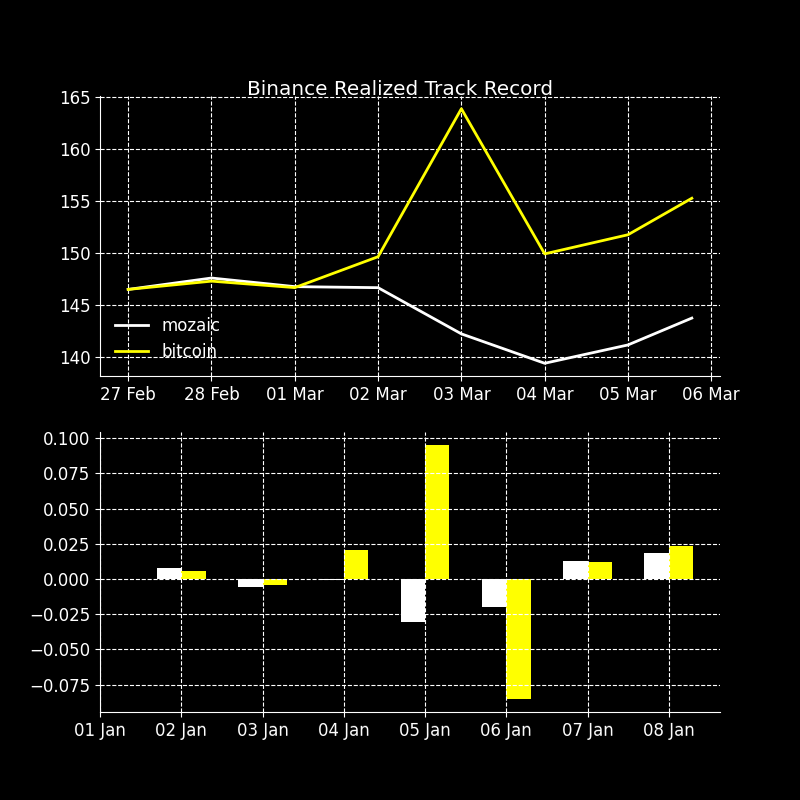 Binance Realized Track Record
165
160
155
150
145
140
mozaic
bitcoin
27 Feb 28 Feb 01 Mar 02 Mar 03 Mar 04 Mar 05 Mar 06 Mar
0.100
0.075
0.050
0.025
0.000
−0.025
−0.050
−0.075
01 Jan 02 Jan 03 Jan 04 Jan 05 Jan 06 Jan 07 Jan 08 Jan